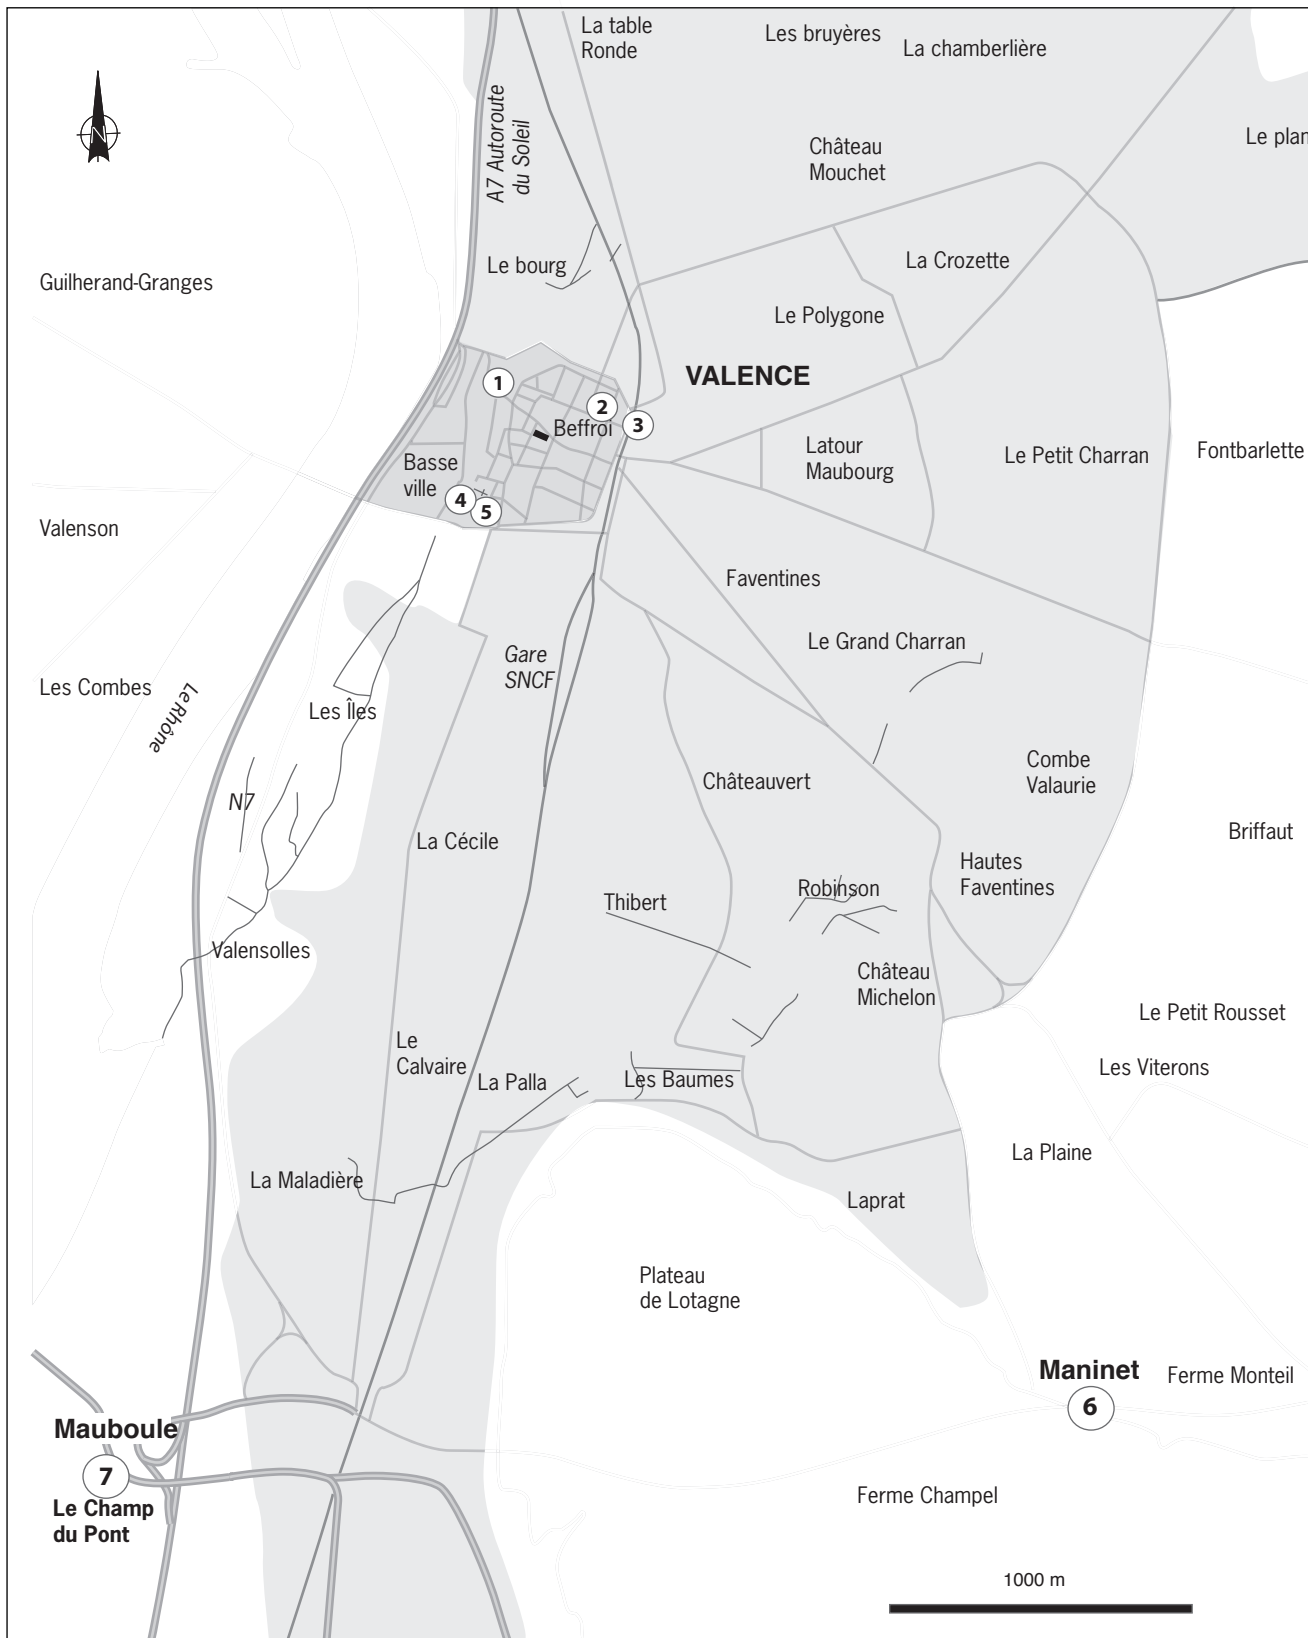 La table
Ronde
Les bruyères
La chamberlière
A7 Autoroute
du Soleil
N
Château
Mouchet
Le plan
Guilherand-Granges
Le bourg
La Crozette
Le Polygone
VALENCE
1
2
3
Beffroi
Basse
ville
4
5
Latour
Maubourg
Le Petit Charran
Fontbarlette
Valenson
Faventines
Le Grand Charran
Gare
SNCF
Les Combes
Le Rhône
Les Îles
N7
Châteauvert
Combe
Valaurie
La Cécile
Briffaut
Hautes
Faventines
Thibert
Robinson
Valensolles
Château
Michelon
Le Petit Rousset
Le
Calvaire
La Palla
Les Baumes
Les Viterons
La Plaine
La Maladière
Laprat
Plateau
de Lotagne
Maninet
6
Ferme Monteil
Mauboule
7
Le Champ
du Pont
Ferme Champel
1000 m